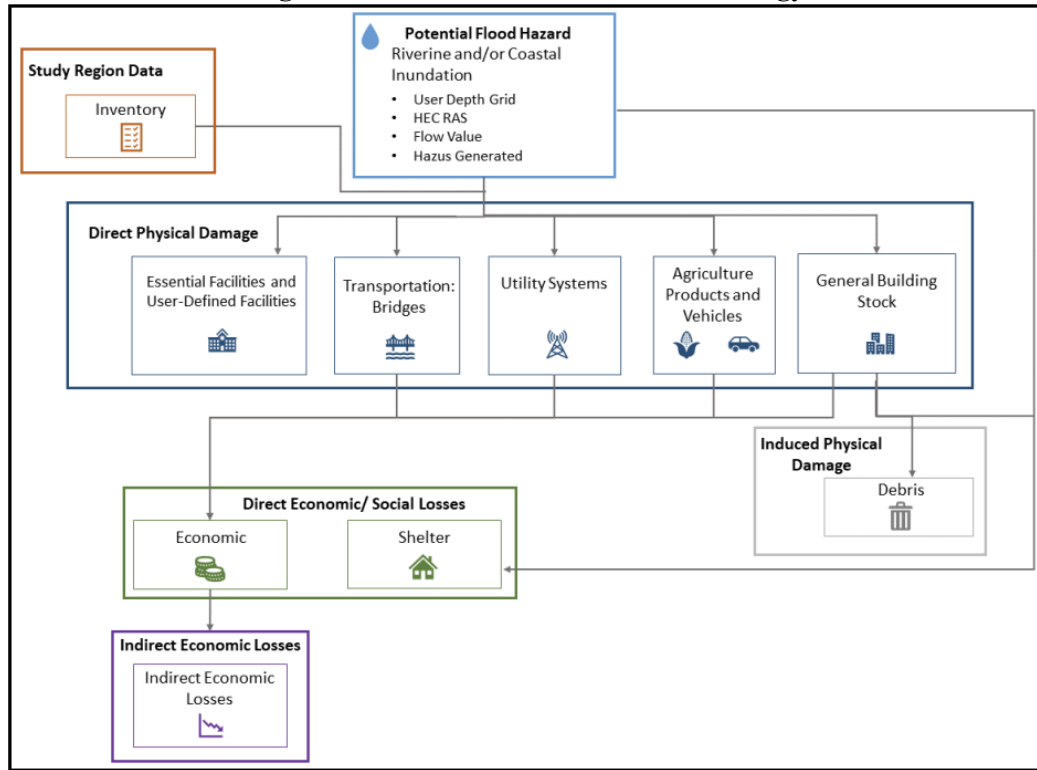 Potential Flood Hazard
Riverine and/or Coastal
Inundation
• User Depth Grid
• HEC RAS
• Flow Value
• Hazus Generated
Study Region Data
Inventory
Direct Physical Damage
Essential Facilities and
User-Defined Facilities
Transportation:
Bridges
Utility Systems
Agriculture
Products and
Vehicles
General Building
Stock
Induced Physical
Damage
Debris
Direct Economic/ Social Losses
Economic
Shelter
Indirect Economic Losses
Indirect Economic
Losses